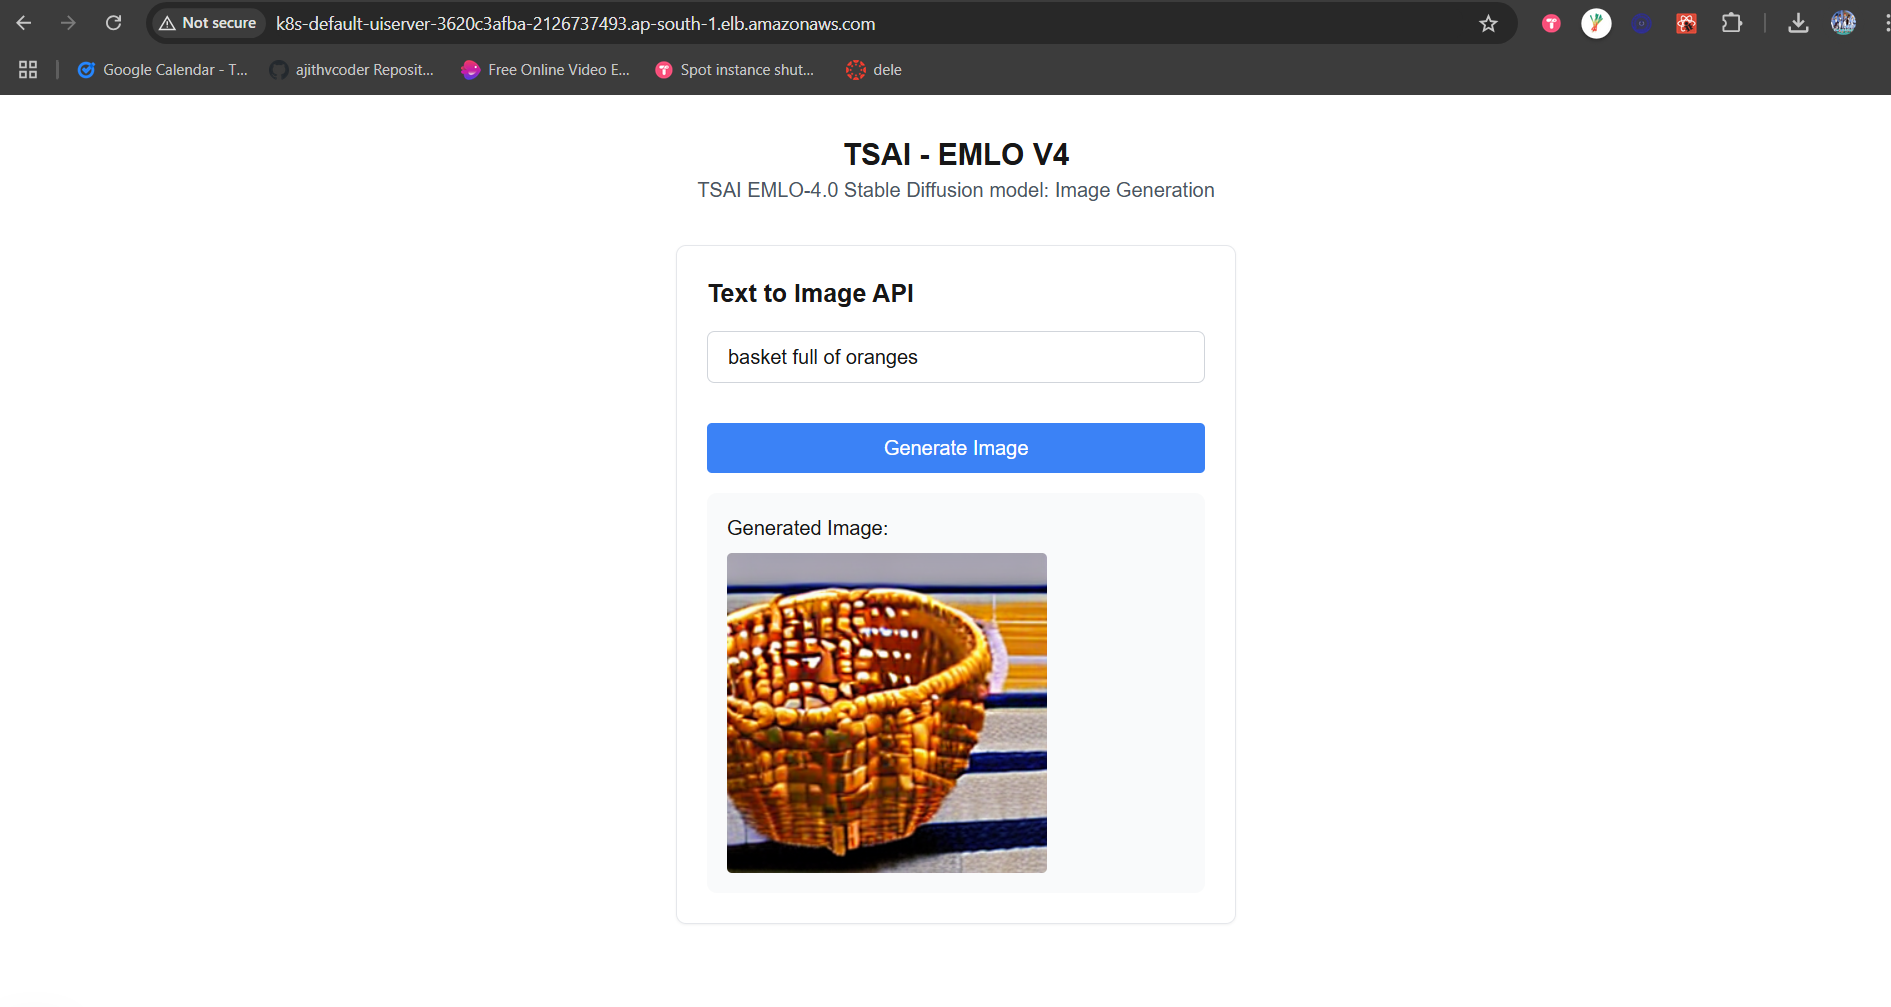 Not secure
k8s-default-uiserver-3620c3afba-2126737493.ap-south-1.elb.amazonaws.com
Google Calendar - T...
ajithvcoder Reposit...
Free Online Video E...
Spot instance shut...
dele
TSAI - EMLO V4
TSAI EMLO-4.0 Stable Diffusion model: Image Generation
Text to Image API
basket full of oranges
Generate Image
Generated Image: